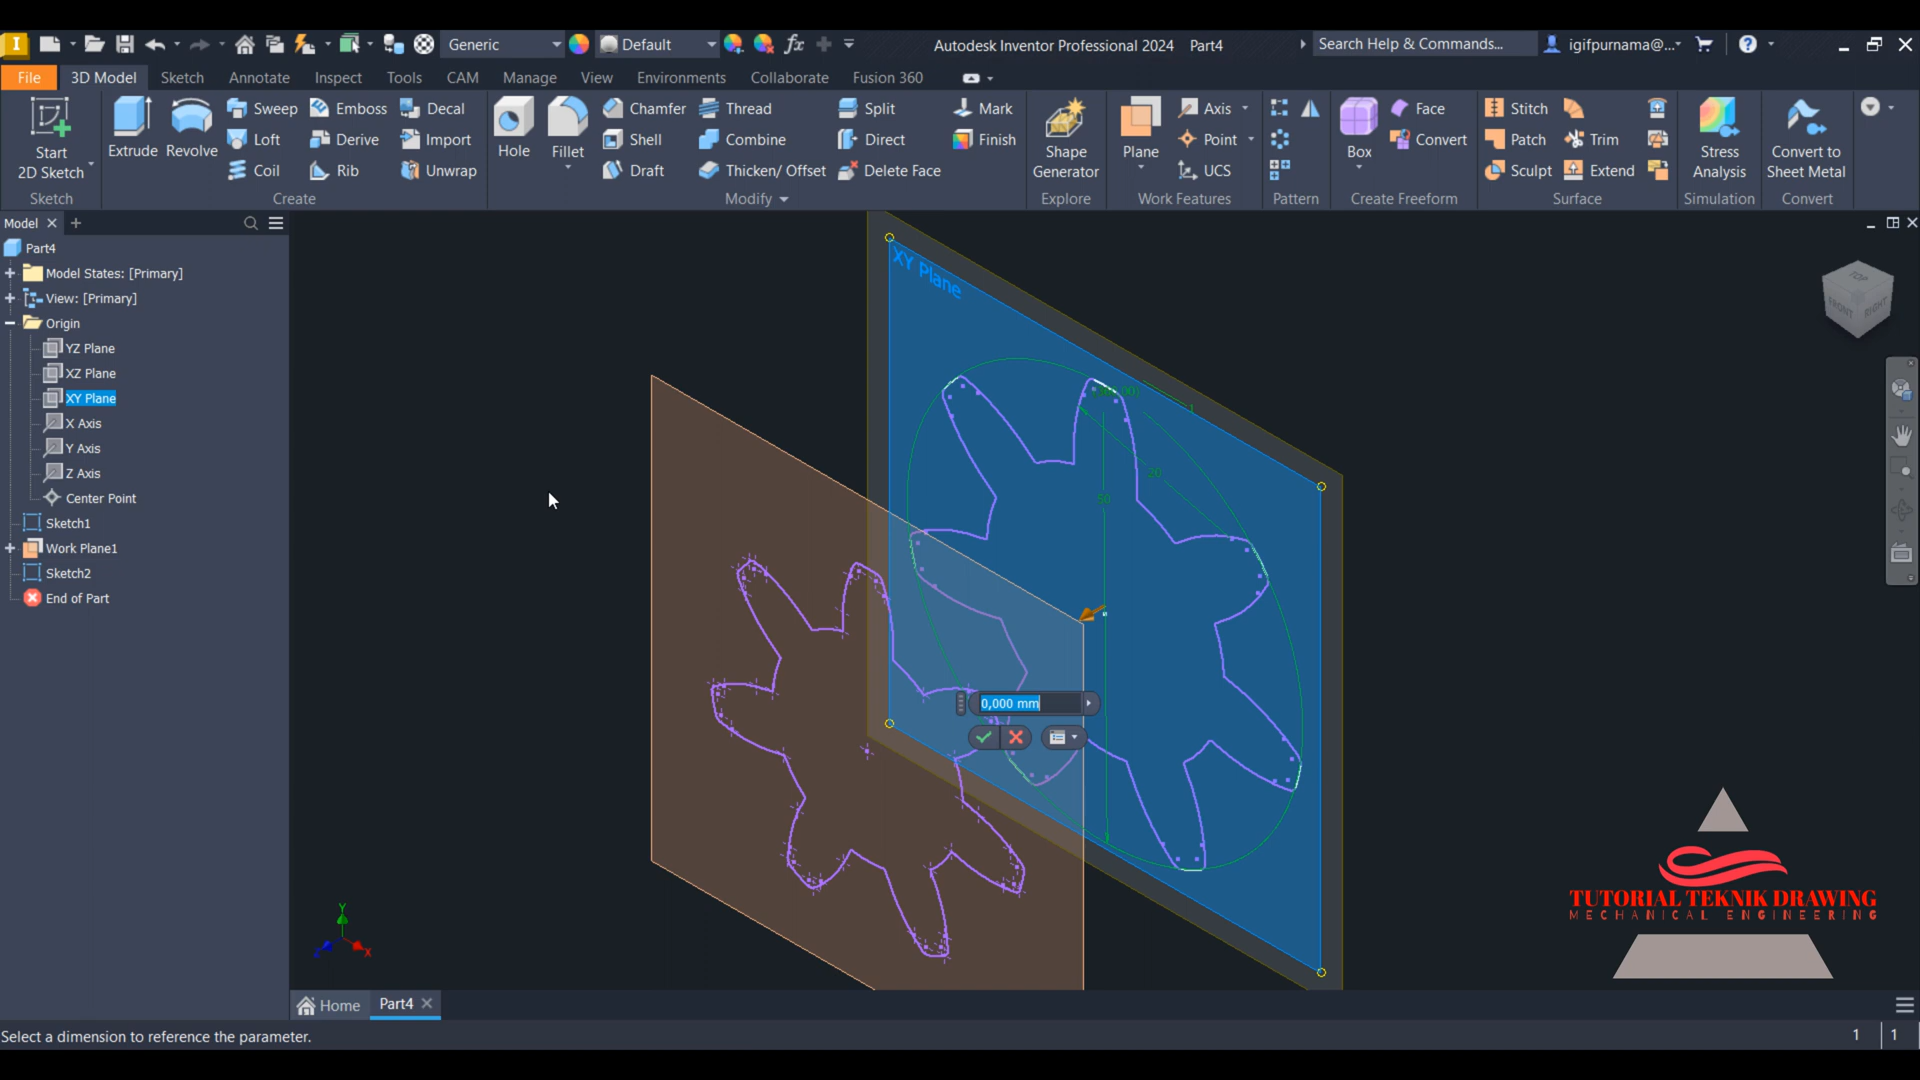 Generic
Default
fx
Autodesk Inventor Professional 2024 Part4
Search Help & Commands...
igifpurnama@...
File
3D Model
Sketch
Annotate
Inspect
Tools
CAM
Manage
View
Environments
Collaborate
Fusion 360
Start
2D Sketch
Sketch
Extrude
Revolve
Sweep
Loft
Coil
Emboss
Derive
Rib
Decal
Import
Unwrap
Create
Hole
Fillet
Chamfer
Shell
Draft
Thread
Combine
Thicken/ Offset
Split
Direct
Delete Face
Mark
Finish
Modify
Shape
Generator
Explore
Plane
Axis
Point
UCS
Work Features
Pattern
Box
Face
Convert
Create Freeform
Stitch
Patch
Sculpt
Trim
Extend
Surface
Stress
Analysis
Simulation
Convert to
Sheet Metal
Convert
Model
Part4
Model States: [Primary]
View: [Primary]
Origin
YZ Plane
XZ Plane
XY Plane
X Axis
Y Axis
Z Axis
Center Point
Sketch1
Work Plane1
Sketch2
End of Part
XY Plane
20
50
0,000 mm
TOP
FRONT
RIGHT
Y
X
TUTORIAL TEKNIK DRAWING
MECHANICAL ENGINEERING
Home
Part4
Select a dimension to reference the parameter.
1
1